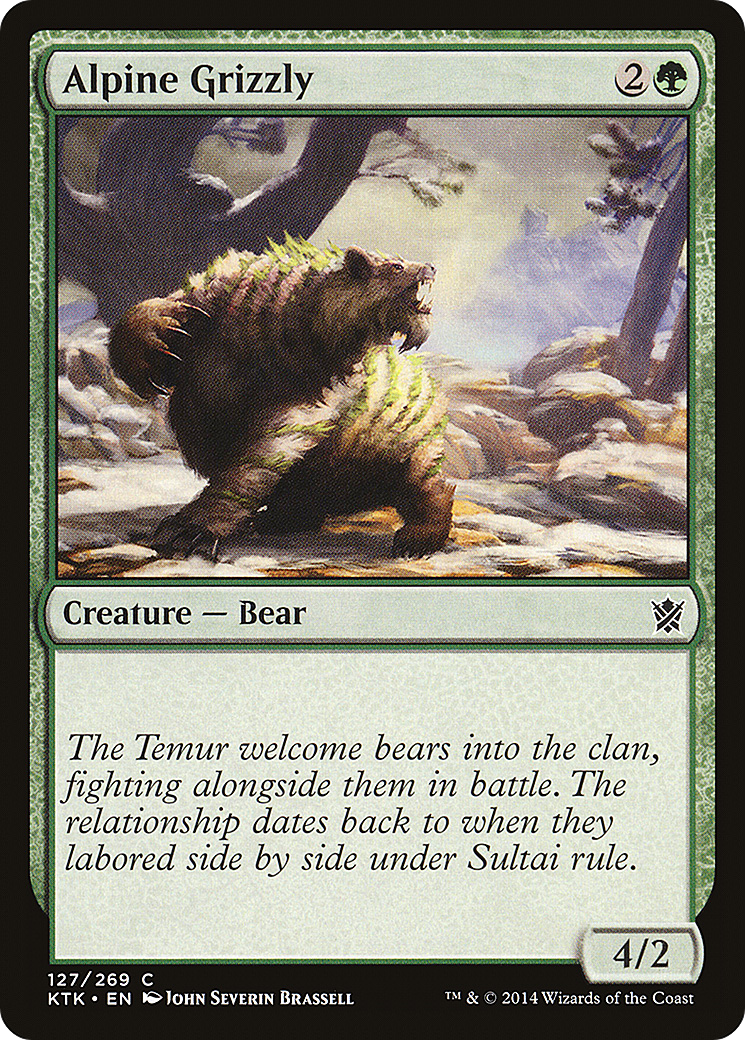 Alpine Grizzly 2
Creature — Bear
The Temur welcome bears into the clan,
fighting alongside them in battle. The
relationship dates back to when they
labored side by side under Sultai rule.
4/2
127/269 C
KTK • EN John Severin Brassell
™ & © 2014 Wizards of the Coast